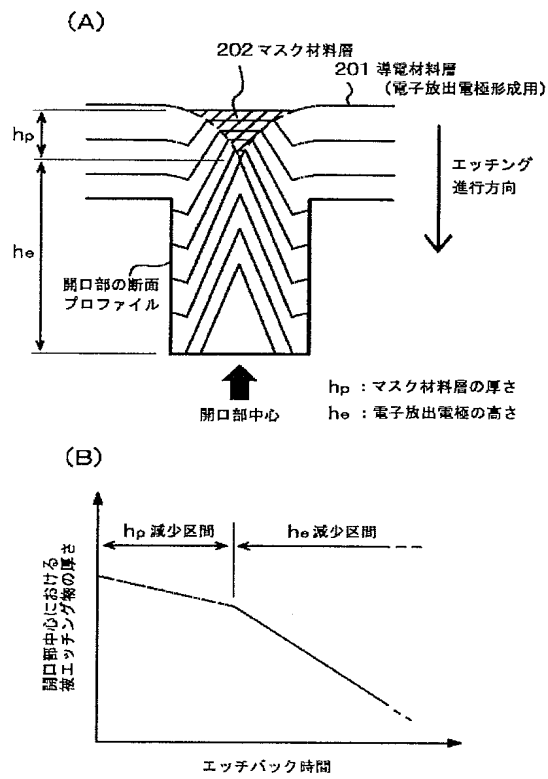 (A)
202 マスク材料層
201 導電材料層
(電子放出電極形成用)
hp
he
エッチング
進行方向
開口部の断面
プロファイル
開口部中心
hp : マスク材料層の厚さ
he : 電子放出電極の高さ
(B)
hp 減少区間
he 減少区間
開口部中心における
被エッチング物の厚さ
エッチバック時間